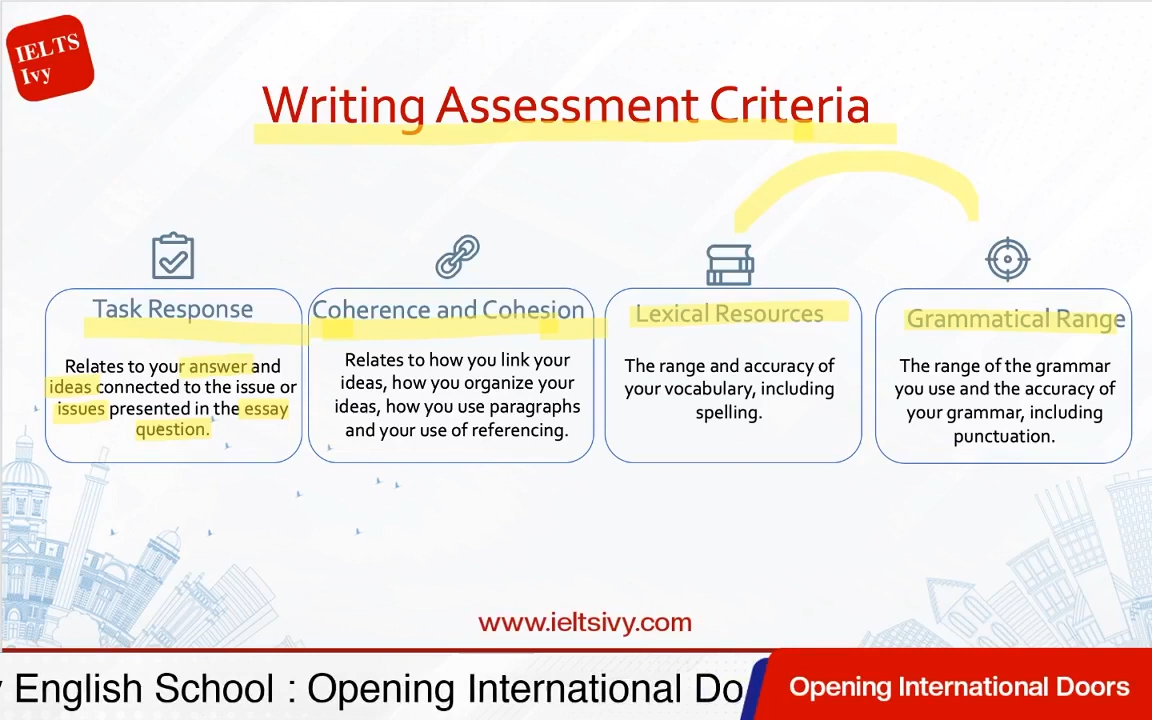 IELTS
Ivy
Writing Assessment Criteria
Task Response
Relates to your answer and
ideas connected to the issue or
issues presented in the essay
question.
Coherence and Cohesion
Relates to how you link your
ideas, how you organize your
ideas, how you use paragraphs
and your use of referencing.
Lexical Resources
The range and accuracy of
your vocabulary, including
spelling.
Grammatical Range
The range of the grammar
you use and the accuracy of
your grammar, including
punctuation.
www.ieltsivy.com
English School : Opening International Do
Opening International Doors